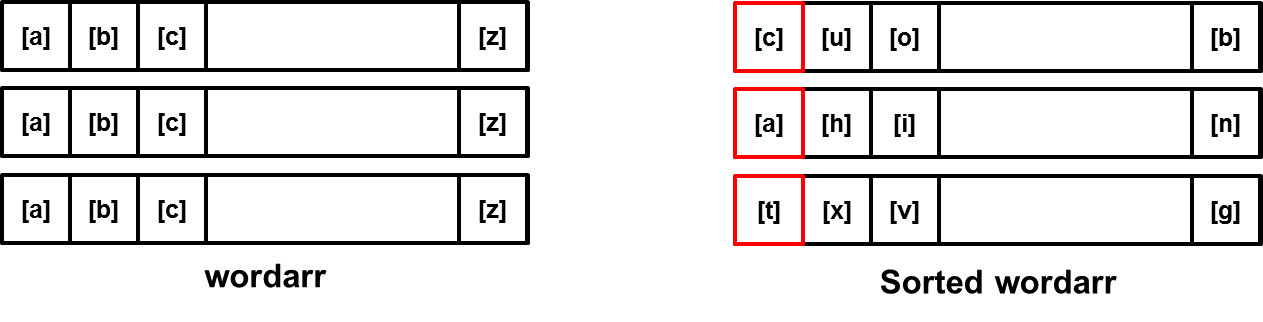 [a] [b] [c] [z] [c] [u] [o] [b]
[a] [b] [c] [z] [a] [h] [i] [n]
[a] [b] [c] [z] [t] [x] [v] [g]
wordarr
Sorted wordarr